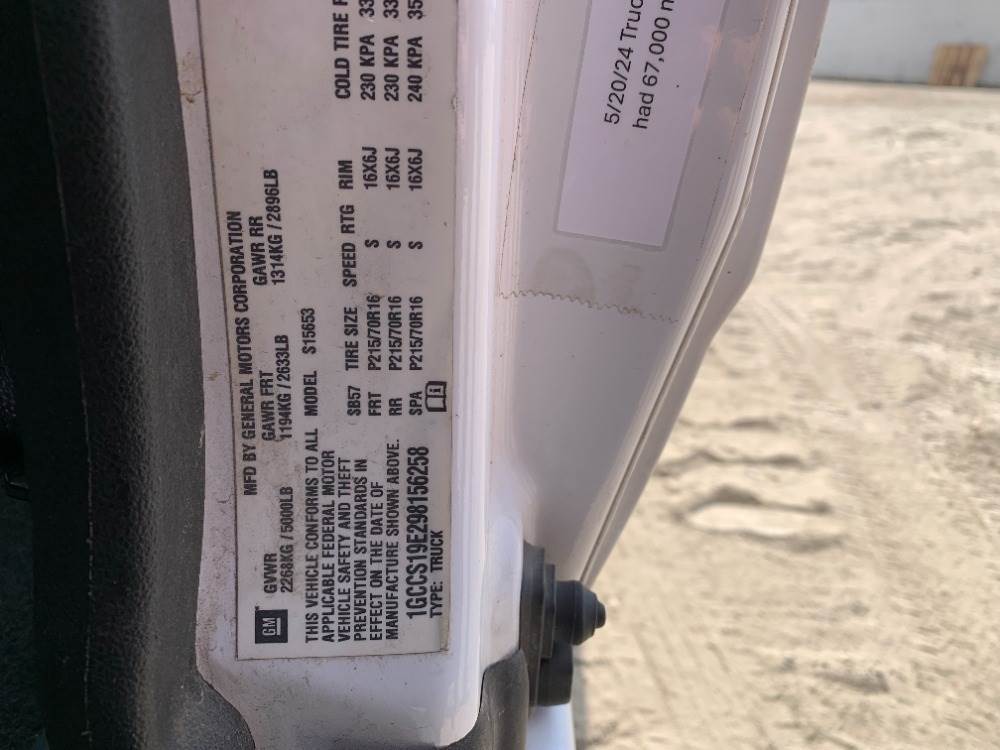 MFD BY GENERAL MOTORS CORPORATION
GVWR GAWR FRT GAWR RR
2268KG / 5000LB 1194KG / 2633LB 1314KG / 2896LB
GM
THIS VEHICLE CONFORMS TO ALL
APPLICABLE FEDERAL MOTOR
VEHICLE SAFETY AND THEFT
PREVENTION STANDARDS IN
EFFECT ON THE DATE OF
MANUFACTURE SHOWN ABOVE.
1GCCS19E298156258
TYPE: TRUCK
MODEL S15653
SB57 TIRE SIZE SPEED RTG RIM COLD TIRE
FRT P215/70R16 S 16X6J 230 KPA 33
RR P215/70R16 S 16X6J 230 KPA 33
SPA P215/70R16 S 16X6J 240 KPA 35
5/20/24 Truc
had 67,000